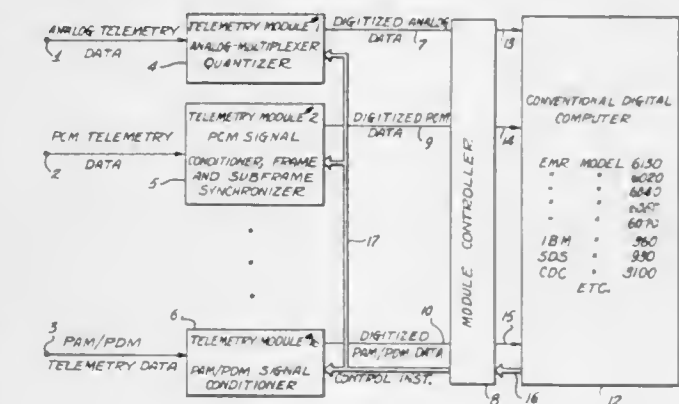 ANALOG TELEMETRY
DATA
1
TELEMETRY MODULE #1
ANALOG-MULTIPLEXER
QUANTIZER
4
DIGITIZED ANALOG
DATA
7
13
PCM TELEMETRY
DATA
2
TELEMETRY MODULE #2
PCM SIGNAL
CONDITIONER, FRAME
AND SUBFRAME
SYNCHRONIZER
5
DIGITIZED PCM
DATA
9
14
17
PAM/PDM
TELEMETRY DATA
3
6
TELEMETRY MODULE
PAM/PDM SIGNAL
CONDITIONER
DIGITIZED
PAM/PDM DATA
10
CONTROL INST.
MODULE CONTROLLER
8
15
16
CONVENTIONAL DIGITAL
COMPUTER
EMR MODEL 6130
" " 6020
" " 6040
" "
" " 6070
IBM " 360
SDS " 930
CDC " 3100
ETC.
12